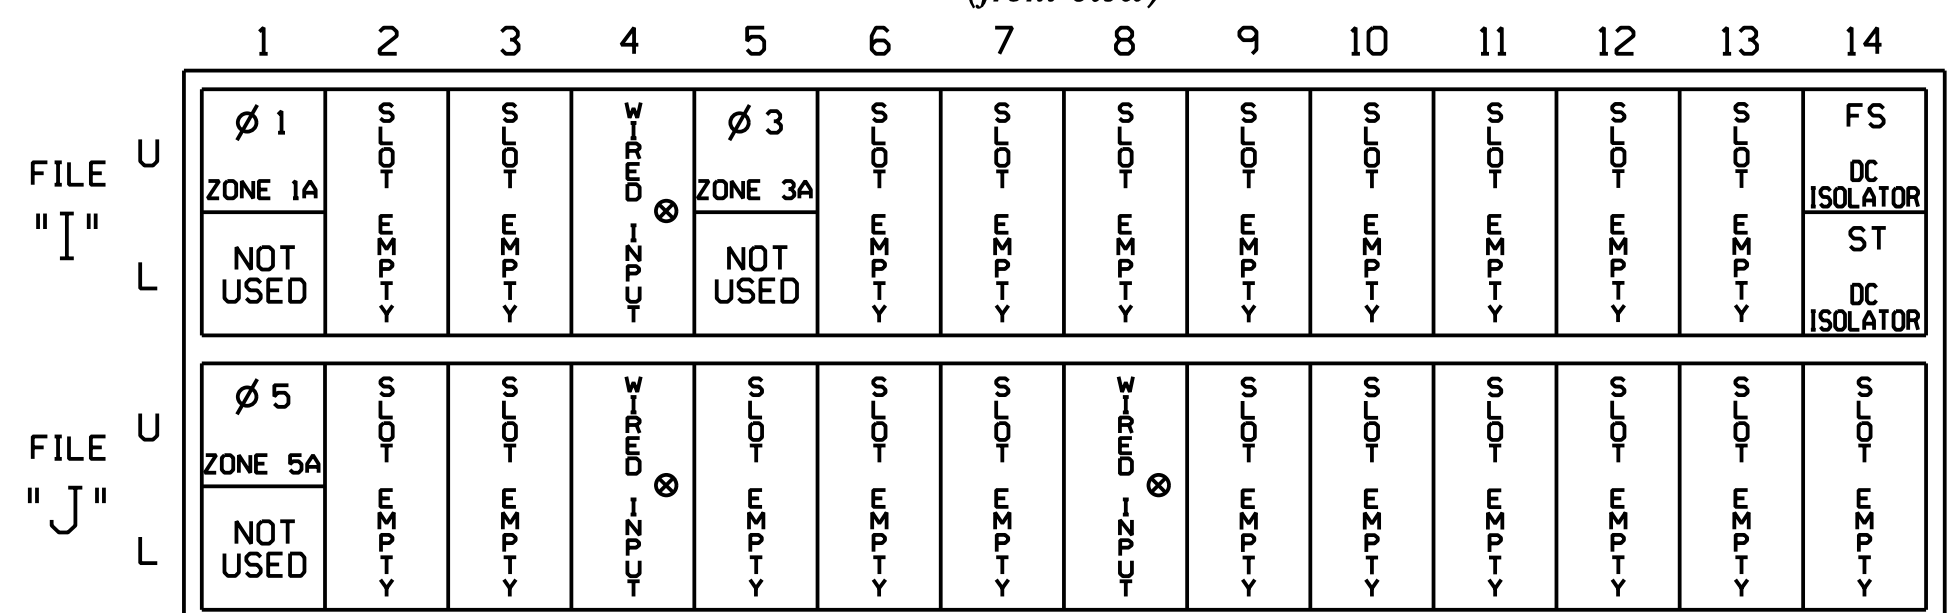 (front view)
1 2 3 4 5 6 7 8 9 10 11 12 13 14
FILE "I"
U
L
Ø 1
ZONE 1A
NOT USED
SLOT EMPTY
SLOT EMPTY
WIRED INPUT
Ø 3
ZONE 3A
NOT USED
SLOT EMPTY
SLOT EMPTY
SLOT EMPTY
SLOT EMPTY
SLOT EMPTY
SLOT EMPTY
SLOT EMPTY
SLOT EMPTY
FS
DC
ISOLATOR
ST
DC
ISOLATOR
FILE "J"
U
L
Ø 5
ZONE 5A
NOT USED
SLOT EMPTY
SLOT EMPTY
WIRED INPUT
SLOT EMPTY
SLOT EMPTY
SLOT EMPTY
WIRED INPUT
SLOT EMPTY
SLOT EMPTY
SLOT EMPTY
SLOT EMPTY
SLOT EMPTY
SLOT EMPTY